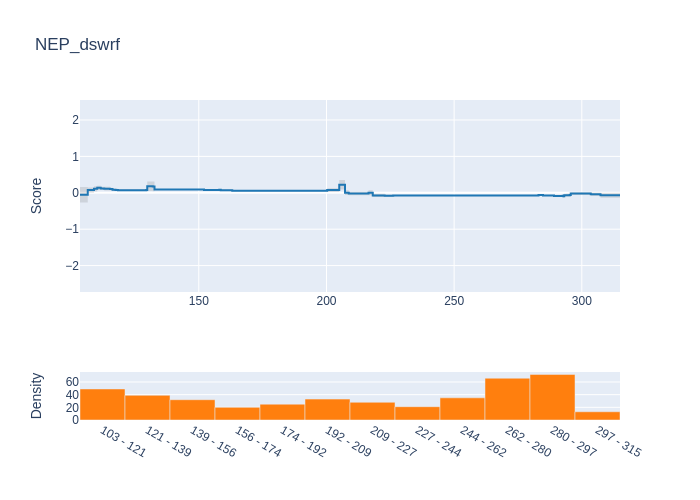 NEP_dswrf
Score
2
1
0
−1
−2
150
200
250
300
Density
60
40
20
0
103 - 121
121 - 139
139 - 156
156 - 174
174 - 192
192 - 209
209 - 227
227 - 244
244 - 262
262 - 280
280 - 297
297 - 315